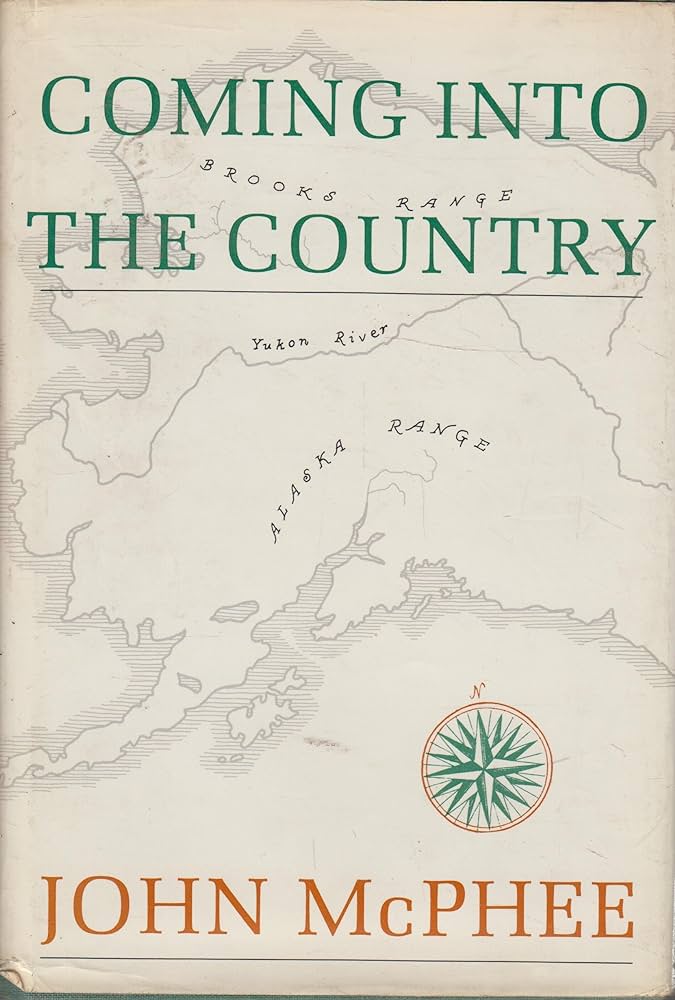 COMING INTO
BROOKS RANGE
THE COUNTRY
Yukon River
ALASKA RANGE
N
JOHN McPHEE